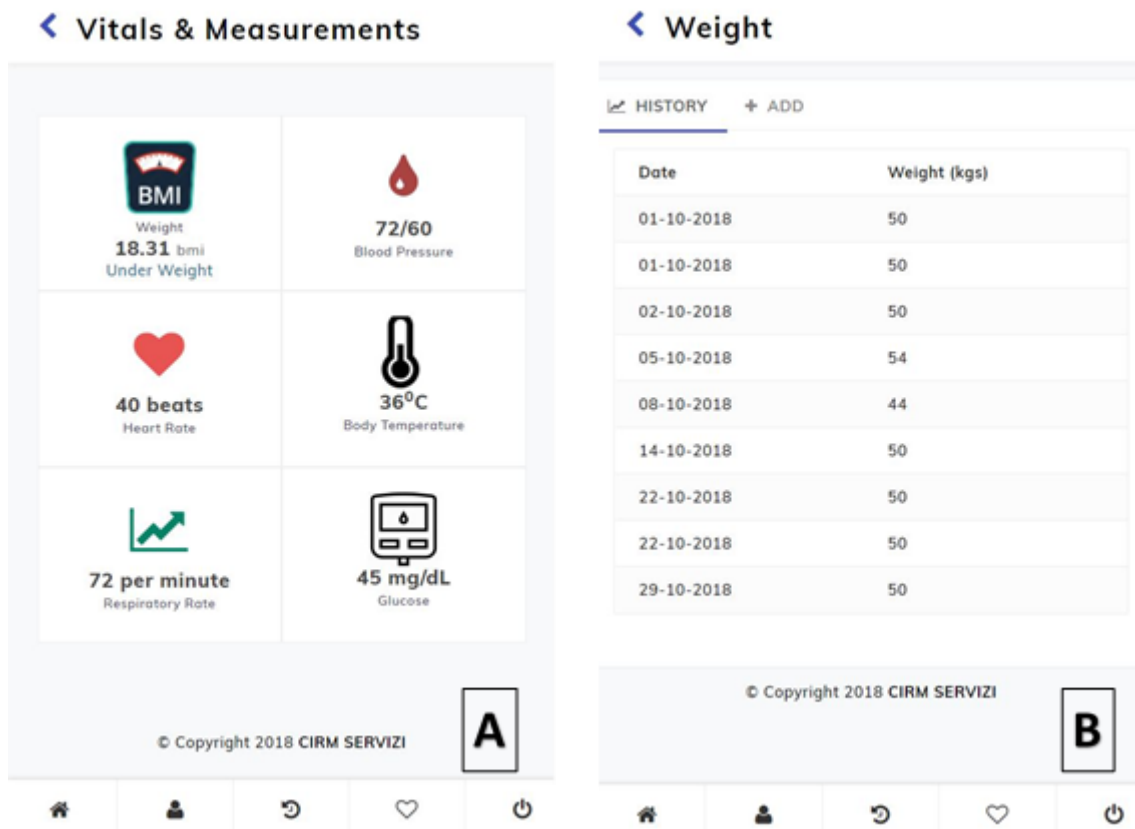 Vitals & Measurements
BMI
Weight
18.31 bmi
Under Weight
72/60
Blood Pressure
40 beats
Heart Rate
36⁰C
Body Temperature
72 per minute
Respiratory Rate
45 mg/dL
Glucose
© Copyright 2018 CIRM SERVIZI
A
Weight
HISTORY + ADD
Date Weight (kgs)
01-10-2018 50
01-10-2018 50
02-10-2018 50
05-10-2018 54
08-10-2018 44
14-10-2018 50
22-10-2018 50
22-10-2018 50
29-10-2018 50
© Copyright 2018 CIRM SERVIZI
B